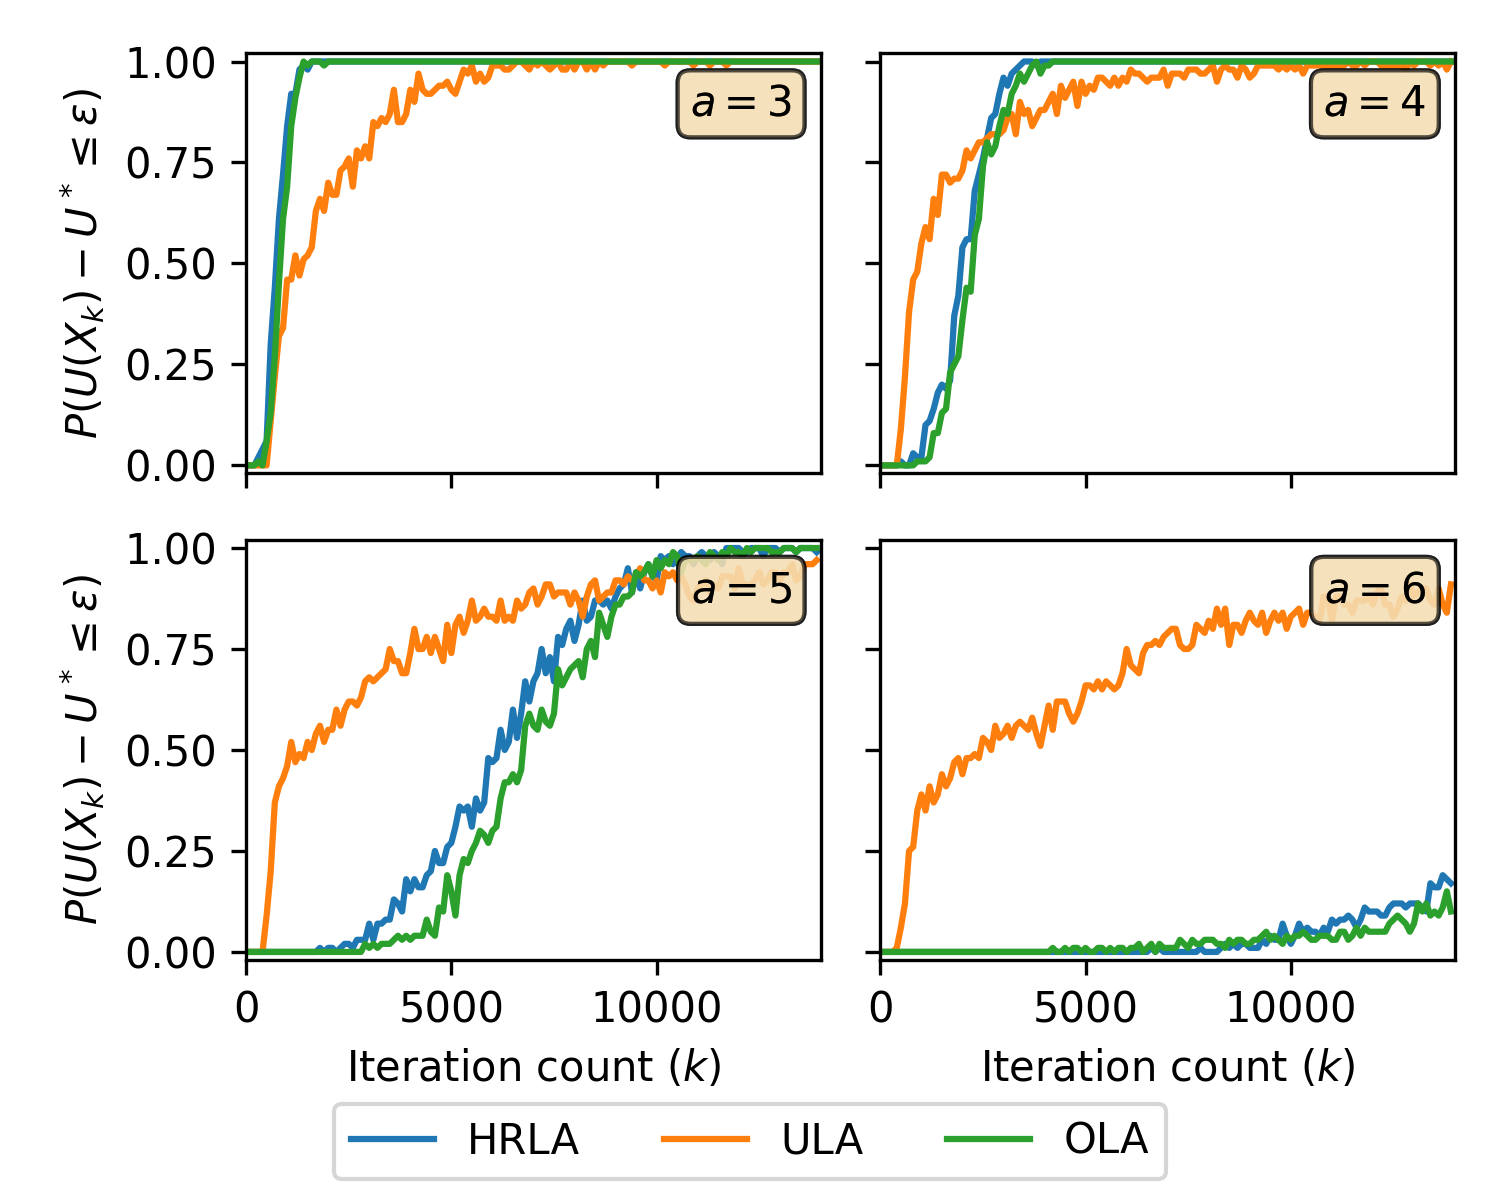 1.00
0.75
0.50
0.25
0.00
P(U(X_k) − U* ≤ ε)
a = 3
a = 4
1.00
0.75
0.50
0.25
0.00
P(U(X_k) − U* ≤ ε)
a = 5
a = 6
0 5000 10000 0 5000 10000
Iteration count (k) Iteration count (k)
HRLA ULA OLA